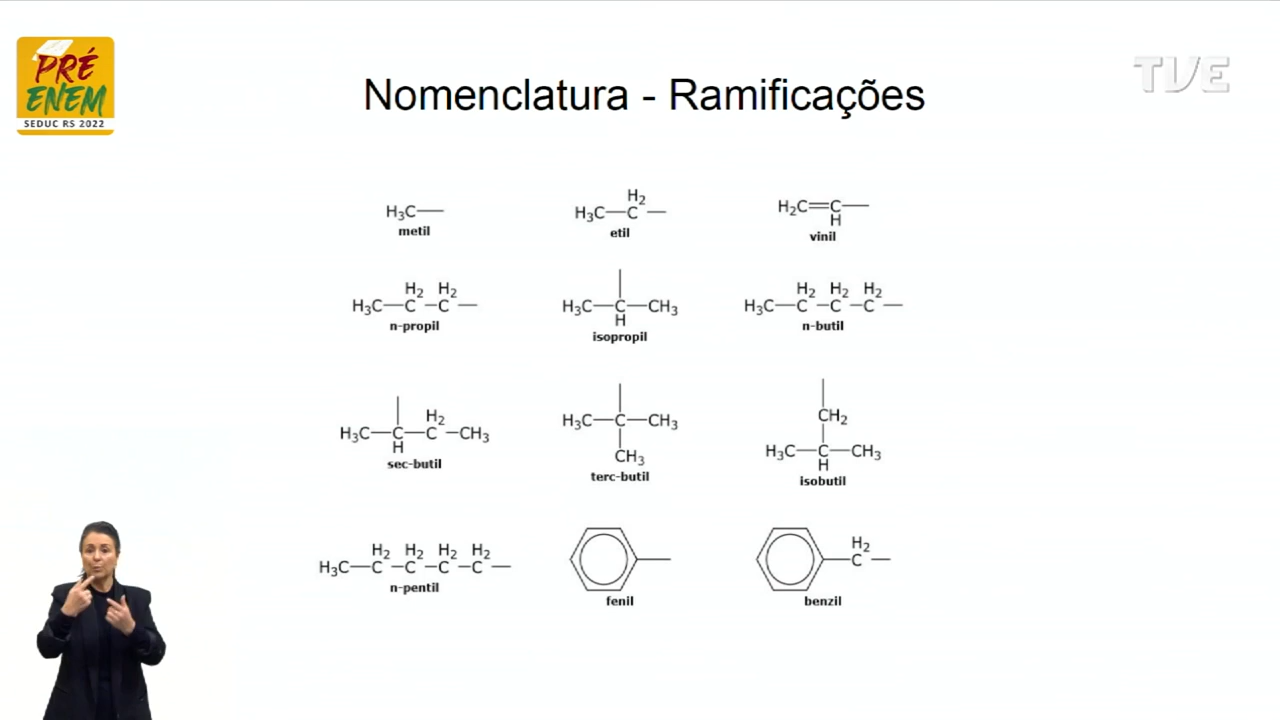 PRÉ
ENEM
SEDUC RS 2022
TVE
Nomenclatura - Ramificações
H₃C—
metil
H₂
H₃C—C—
etil
H₂C=C—
H
vinil
H₂ H₂
H₃C—C–C—
n-propil
H₃C—C—CH₃
H
isopropil
H₂ H₂ H₂
H₃C—C–C–C—
n-butil
H₂
H₃C—C—C–CH₃
H
sec-butil
H₃C—C—CH₃
CH₃
terc-butil
CH₂
H₃C—C—CH₃
H
isobutil
H₂ H₂ H₂ H₂
H₃C—C–C–C–C—
n-pentil
fenil
H₂
C—
benzil